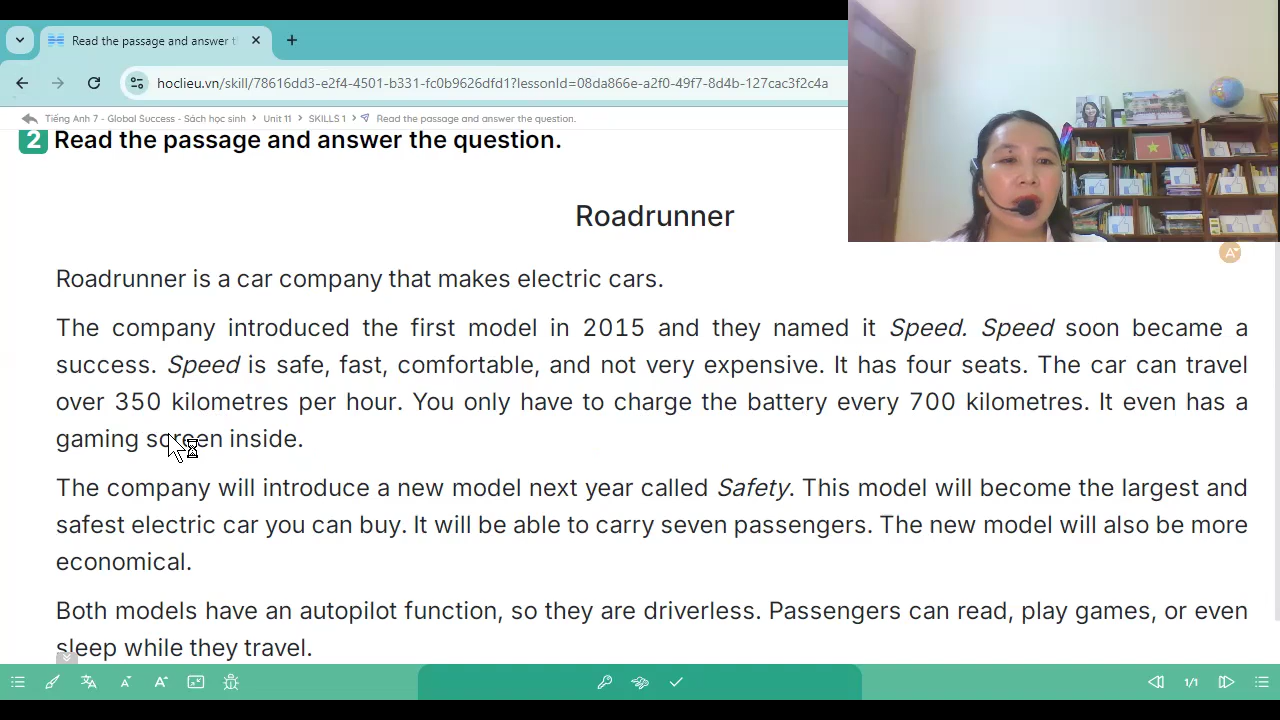 Read the passage and answer t
hoclieu.vn/skill/78616dd3-e2f4-4501-b331-fc0b9626dfd1?lessonId=08da866e-a2f0-49f7-8d4b-127cac3f2c4a
Tiếng Anh 7 - Global Success - Sách học sinh > Unit 11 > SKILLS 1 > Read the passage and answer the question.
2 Read the passage and answer the question.
Roadrunner
Roadrunner is a car company that makes electric cars.
The company introduced the first model in 2015 and they named it Speed. Speed soon became a
success. Speed is safe, fast, comfortable, and not very expensive. It has four seats. The car can travel
over 350 kilometres per hour. You only have to charge the battery every 700 kilometres. It even has a
gaming screen inside.
The company will introduce a new model next year called Safety. This model will become the largest and
safest electric car you can buy. It will be able to carry seven passengers. The new model will also be more
economical.
Both models have an autopilot function, so they are driverless. Passengers can read, play games, or even
sleep while they travel.
1/1